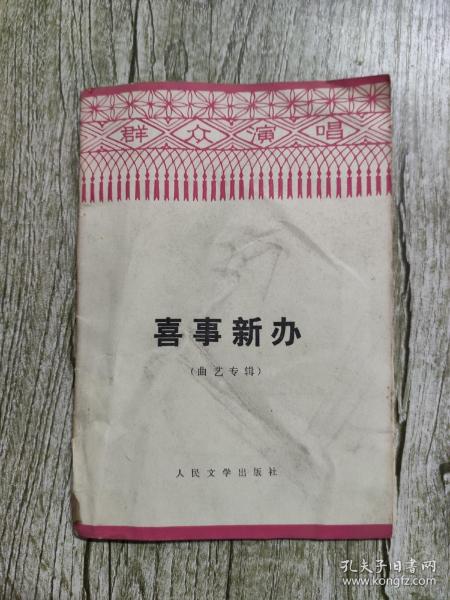 群众演唱
喜事新办
(曲艺专辑)
人民文学出版社
孔夫子旧书网
www.kongfz.com